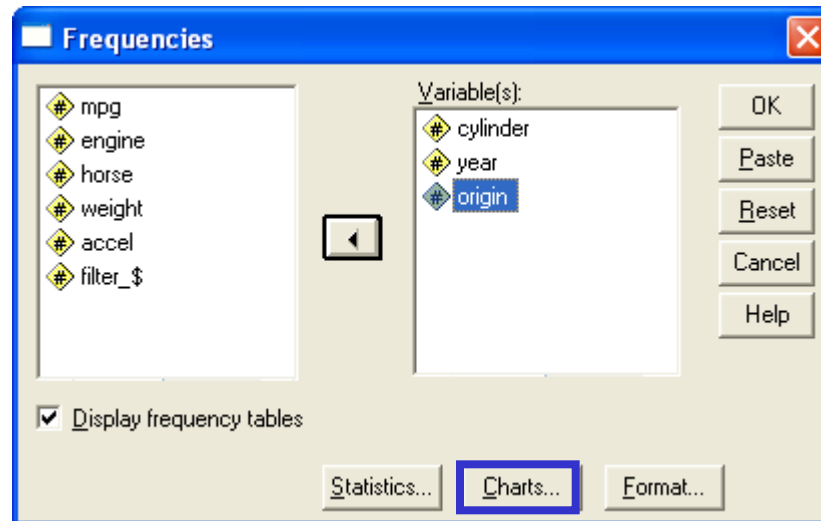 Frequencies
mpg
engine
horse
weight
accel
filter_$
Variable(s):
cylinder
year
origin
OK
Paste
Reset
Cancel
Help
Display frequency tables
Statistics...
Charts...
Format...